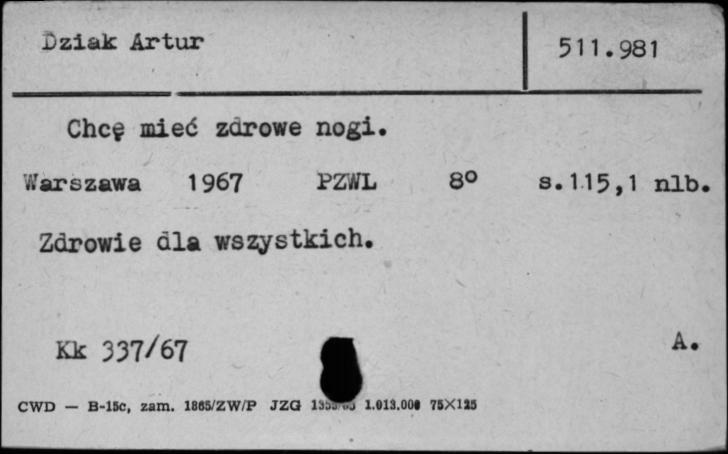 Dziak Artur
511.981
Chcę mieć zdrowe nogi.
Warszawa 1967 PZWL 8° s.115,1 nlb.
Zdrowie dla wszystkich.
Kk 337/67 A.
CWD — B-15c, zam. 1865/ZW/P JZG 1.013.000 75X125